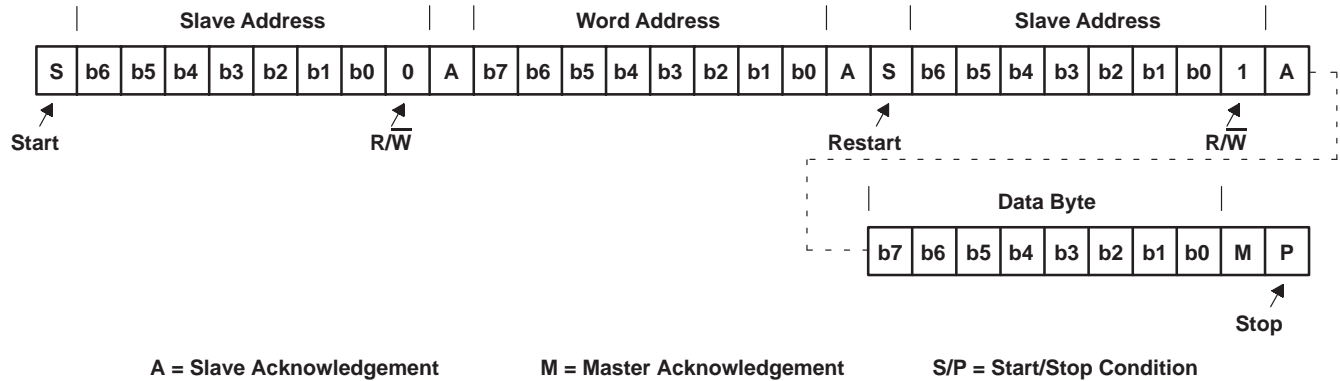 Slave Address Word Address Slave Address
S b6 b5 b4 b3 b2 b1 b0 0 A b7 b6 b5 b4 b3 b2 b1 b0 A S b6 b5 b4 b3 b2 b1 b0 1 A
Start R/W̅ Restart R/W̅
Data Byte
b7 b6 b5 b4 b3 b2 b1 b0 M P
Stop
A = Slave Acknowledgement M = Master Acknowledgement S/P = Start/Stop Condition